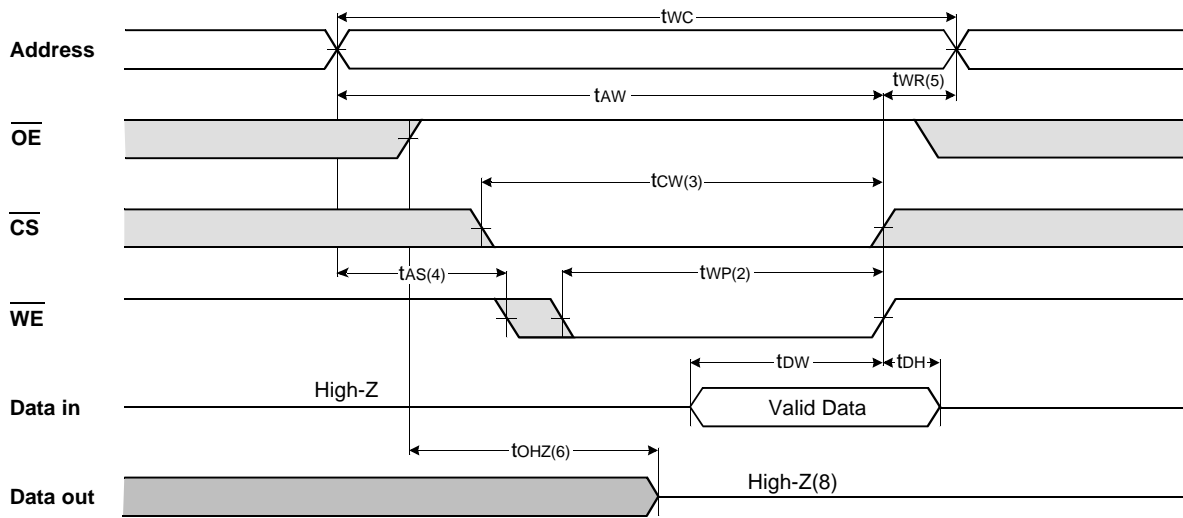 tWC
Address
tWR(5)
tAW
OE
tCW(3)
CS
tAS(4)
tWP(2)
WE
tDW
tDH
High-Z
Data in
Valid Data
tOHZ(6)
High-Z(8)
Data out